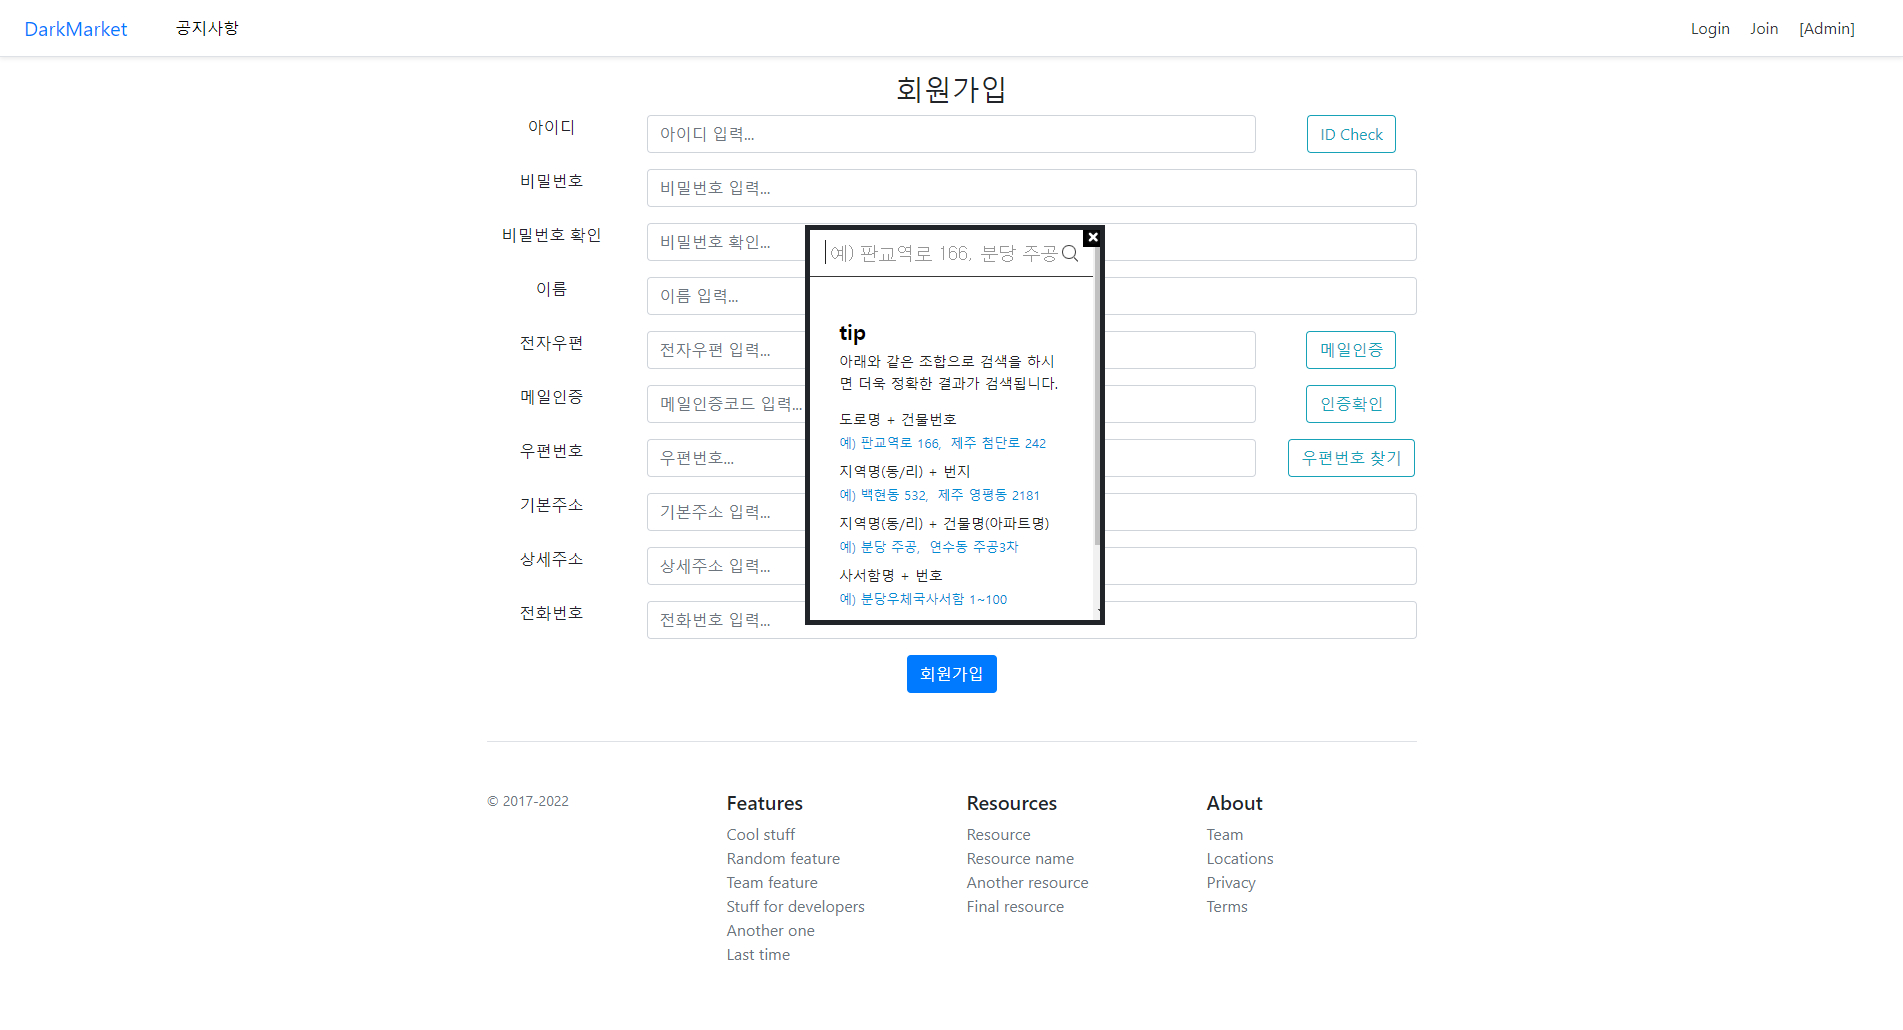 DarkMarket 공지사항 Login Join [Admin]
회원가입
아이디 아이디 입력... ID Check
비밀번호 비밀번호 입력...
비밀번호 확인 비밀번호 확인...
이름 이름 입력...
전자우편 전자우편 입력... 메일인증
메일인증 메일인증코드 입력... 인증확인
우편번호 우편번호... 우편번호 찾기
기본주소 기본주소 입력...
상세주소 상세주소 입력...
전화번호 전화번호 입력...
예) 판교역로 166, 분당 주공
tip
아래와 같은 조합으로 검색을 하시
면 더욱 정확한 결과가 검색됩니다.
도로명 + 건물번호
예) 판교역로 166, 제주 첨단로 242
지역명(동/리) + 번지
예) 백현동 532, 제주 영평동 2181
지역명(동/리) + 건물명(아파트명)
예) 분당 주공, 연수동 주공3차
사서함명 + 번호
예) 분당우체국사서함 1~100
회원가입
© 2017-2022
Features
Cool stuff
Random feature
Team feature
Stuff for developers
Another one
Last time
Resources
Resource
Resource name
Another resource
Final resource
About
Team
Locations
Privacy
Terms